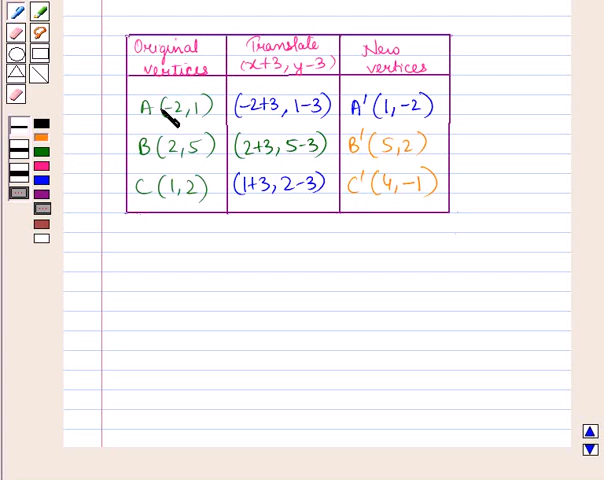 Original vertices Translate (x+3, y-3) New vertices
A(-2,1) (-2+3, 1-3) A'(1,-2)
B(2,5) (2+3, 5-3) B'(5,2)
C(1,2) (1+3, 2-3) C'(4,-1)